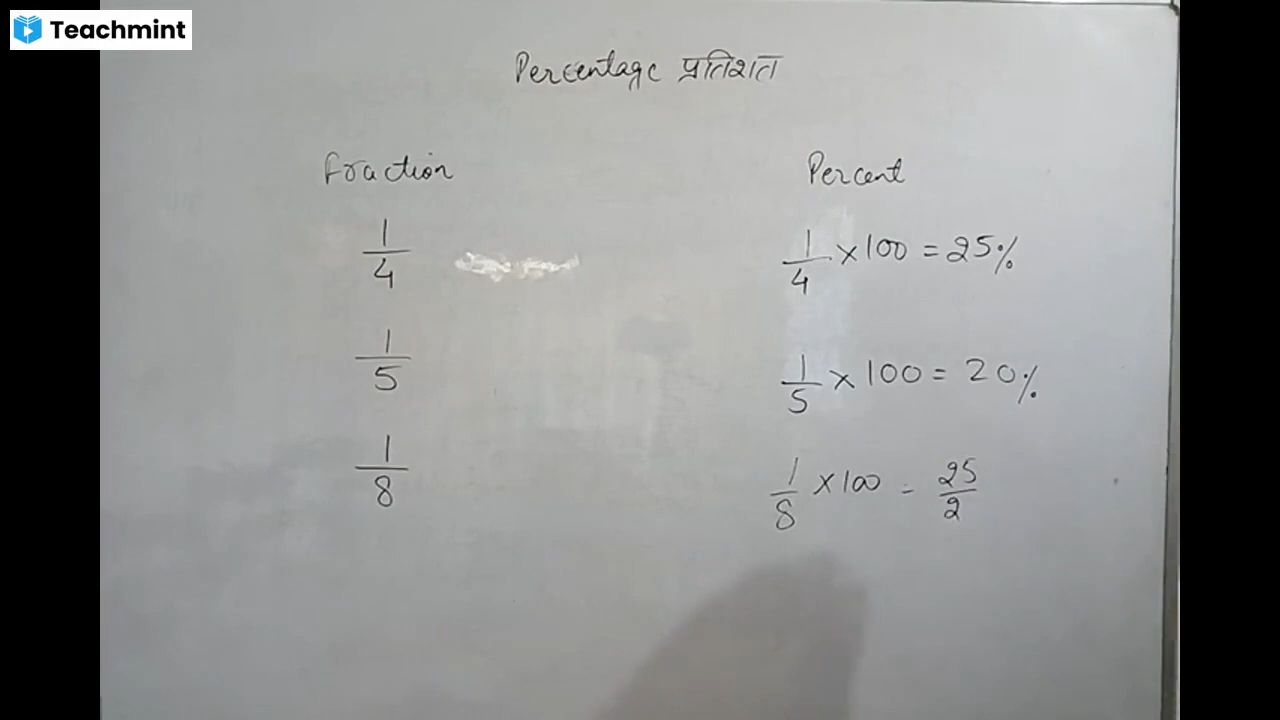 Teachmint
Percentage प्रतिशत
Fraction Percent
1/4 1/4 × 100 = 25%
1/5 1/5 × 100 = 20%
1/8 1/8 × 100 = 25/2